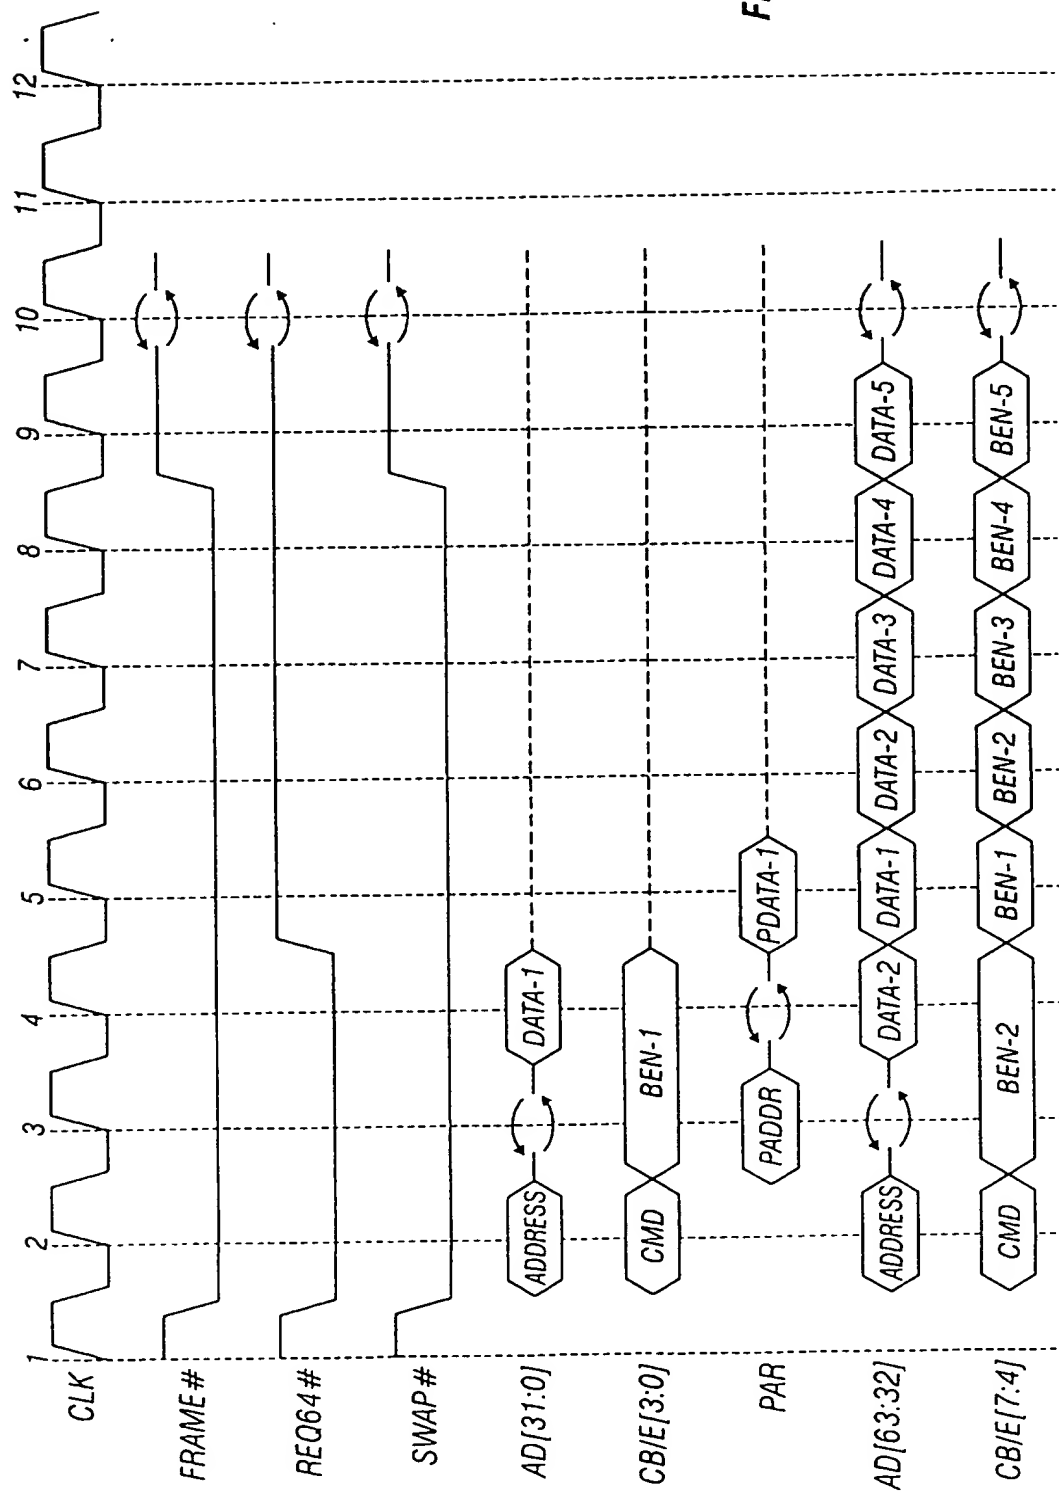 1 2 3 4 5 6 7 8 9 10 11 12
CLK
FRAME#
REQ64#
SWAP#
AD[31:0] ADDRESS DATA-1
CB/E[3:0] CMD BEN-1
PAR PADDR PDATA-1
AD[63:32] ADDRESS DATA-2 DATA-1 DATA-2 DATA-3 DATA-4 DATA-5
CB/E[7:4] CMD BEN-2 BEN-1 BEN-2 BEN-3 BEN-4 BEN-5